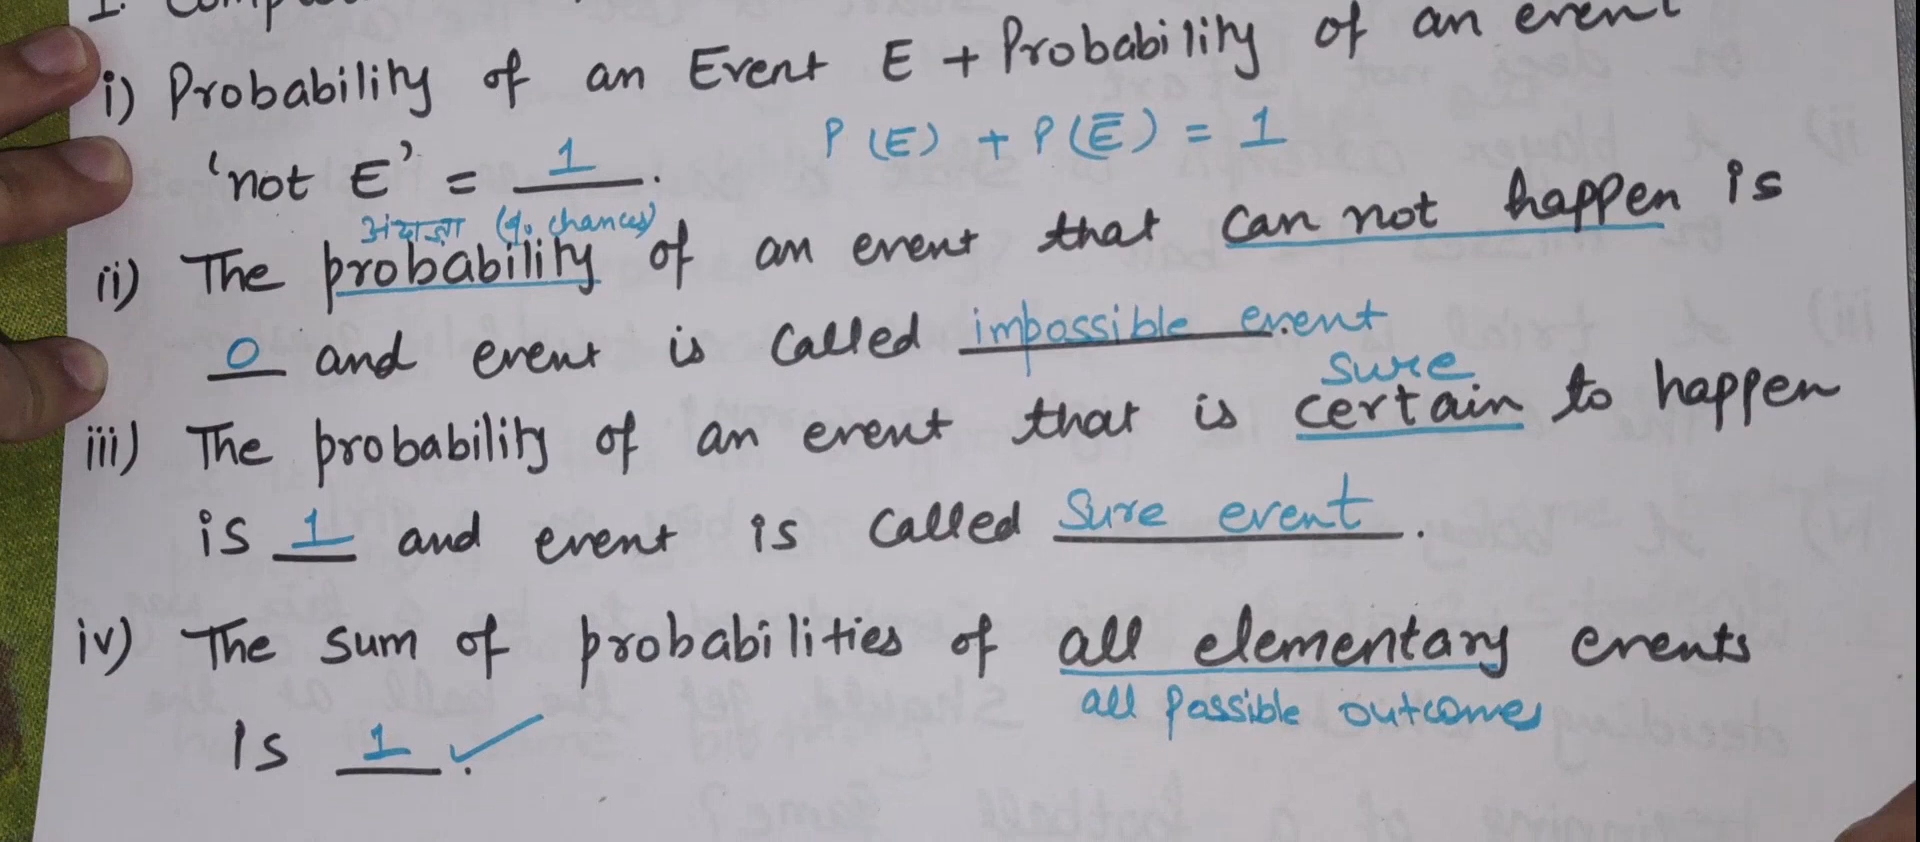 i) Probability of an Event E + Probability of an event
'not E' = 1. P(E) + P(E̅) = 1
अंदाज़ा (% chances)
ii) The probability of an event that can not happen is
0 and event is called impossible event.
sure
iii) The probability of an event that is certain to happen
is 1 and event is called Sure event.
iv) The sum of probabilities of all elementary events
all possible outcomes
is 1. ✓